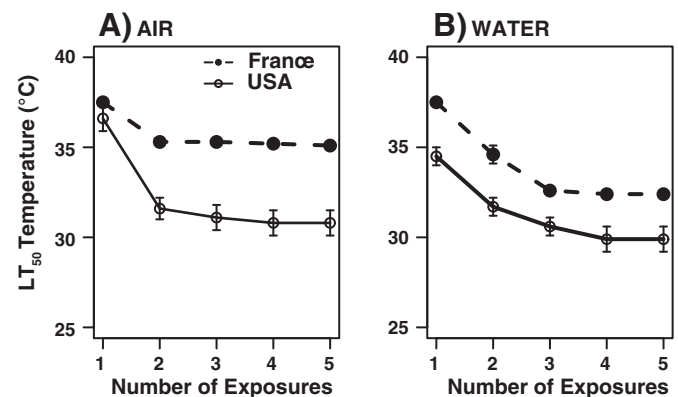 A) AIR
B) WATER
LT50 Temperature (°C)
40
35
30
25
France
USA
1 2 3 4 5
Number of Exposures
40
35
30
25
1 2 3 4 5
Number of Exposures